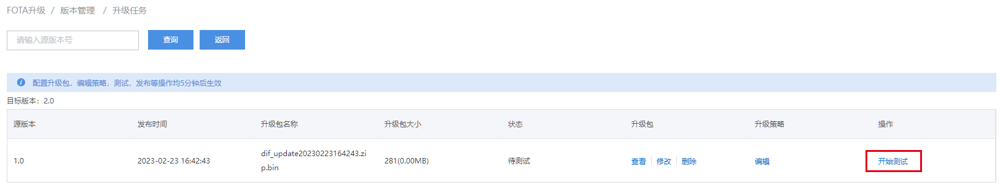 FOTA升级 / 版本管理 / 升级任务
请输入源版本号 查询 返回
配置升级包，编辑策略，测试，发布等操作均5分钟后生效
目标版本：2.0
源版本 发布时间 升级包名称 升级包大小 状态 升级包 升级策略 操作
1.0 2023-02-23 16:42:43 dif_update20230223164243.zi 281(0.00MB) 待测试 查看 修改 删除 编辑 开始测试
p.bin